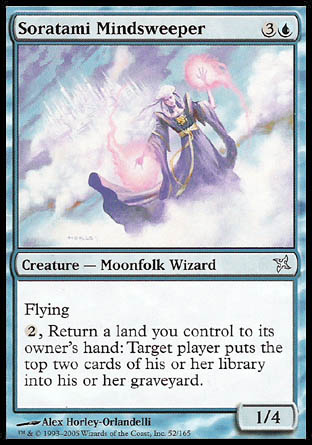 Soratami Mindsweeper 3
Creature — Moonfolk Wizard
Flying
2, Return a land you control to its
owner's hand: Target player puts the
top two cards of his or her library
into his or her graveyard.
Alex Horley-Orlandelli
1/4
™ & © 1993–2005 Wizards of the Coast, Inc. 52/165